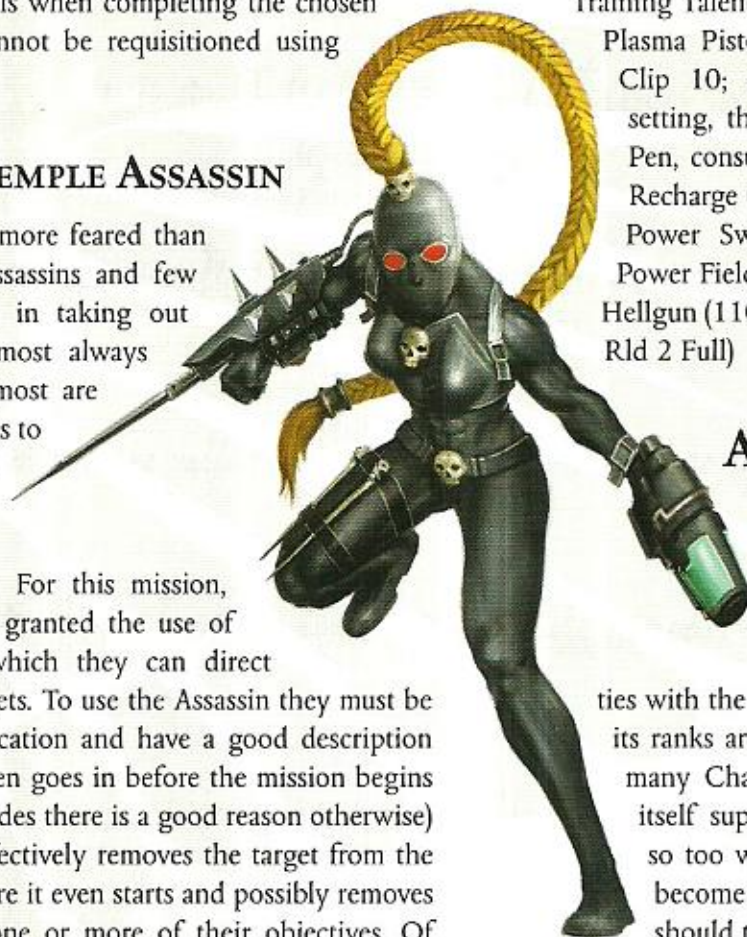 is when completing the chosen
nnot be requisitioned using
EMPLE ASSASSIN
more feared than
ssassins and few
in taking out
most always
most are
s to
For this mission,
granted the use of
which they can direct
ets. To use the Assassin they must be
cation and have a good description
en goes in before the mission begins
des there is a good reason otherwise)
ectively removes the target from the
re it even starts and possibly removes
one or more of their objectives. Of
Training Talen
Plasma Pist
Clip 10;
setting, th
Pen, consu
Recharge
Power Sw
Power Field
Hellgun (110
Rld 2 Full)
A
ties with the
its ranks ar
many Cha
itself sup
so too w
become
should t